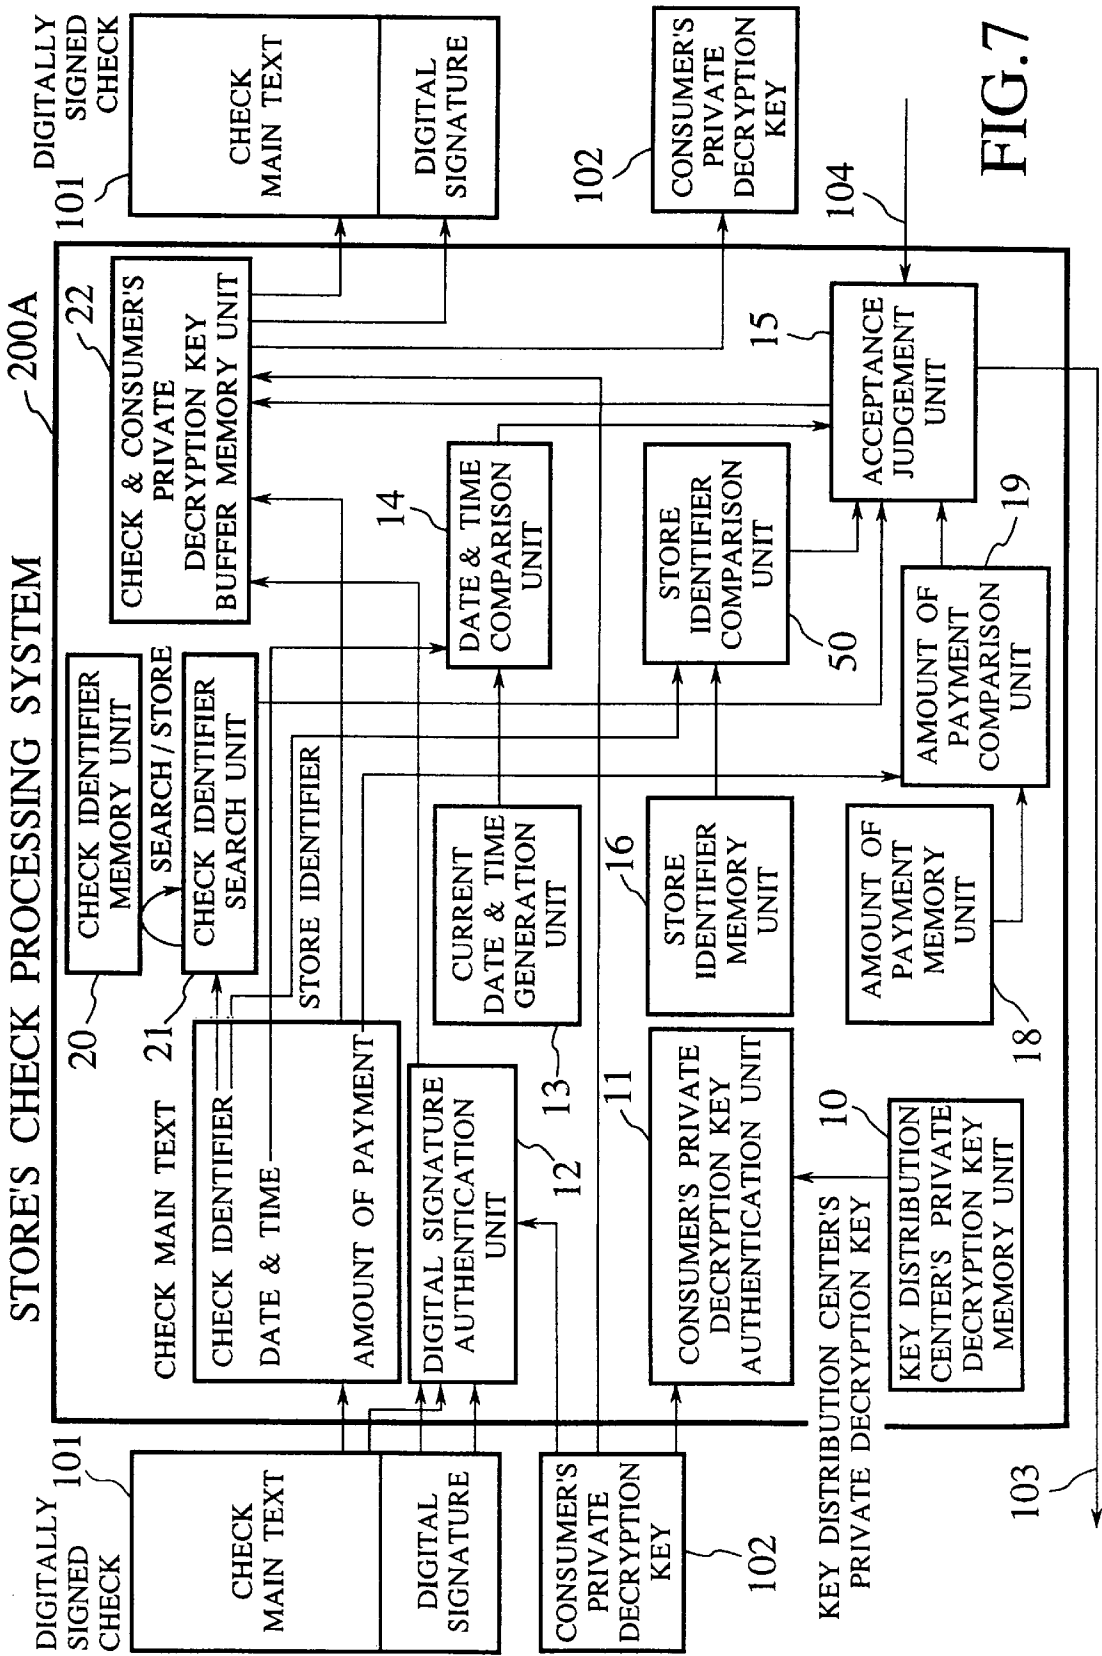 STORE'S CHECK PROCESSING SYSTEM
200A
DIGITALLY
SIGNED
CHECK
101
CHECK
MAIN TEXT
DIGITAL
SIGNATURE
CONSUMER'S
PRIVATE
DECRYPTION
KEY
102
CHECK MAIN TEXT
CHECK IDENTIFIER
DATE & TIME
AMOUNT OF PAYMENT
DIGITAL SIGNATURE
AUTHENTICATION
UNIT
12
CONSUMER'S PRIVATE
DECRYPTION KEY
AUTHENTICATION UNIT
11
KEY DISTRIBUTION CENTER'S
PRIVATE DECRYPTION KEY
KEY DISTRIBUTION
CENTER'S PRIVATE
DECRYPTION KEY
MEMORY UNIT
10
CHECK IDENTIFIER
MEMORY UNIT
20
SEARCH / STORE
CHECK IDENTIFIER
SEARCH UNIT
21
STORE IDENTIFIER
CURRENT
DATE & TIME
GENERATION
UNIT
13
STORE
IDENTIFIER
MEMORY
UNIT
16
AMOUNT OF
PAYMENT
MEMORY
UNIT
18
CHECK & CONSUMER'S
PRIVATE
DECRYPTION KEY
BUFFER MEMORY UNIT
22
DATE & TIME
COMPARISON
UNIT
14
STORE
IDENTIFIER
COMPARISON
UNIT
50
AMOUNT OF
PAYMENT
COMPARISON
UNIT
19
ACCEPTANCE
JUDGEMENT
UNIT
15
DIGITALLY
SIGNED
CHECK
101
CHECK
MAIN TEXT
DIGITAL
SIGNATURE
CONSUMER'S
PRIVATE
DECRYPTION
KEY
102
104
103
FIG.7